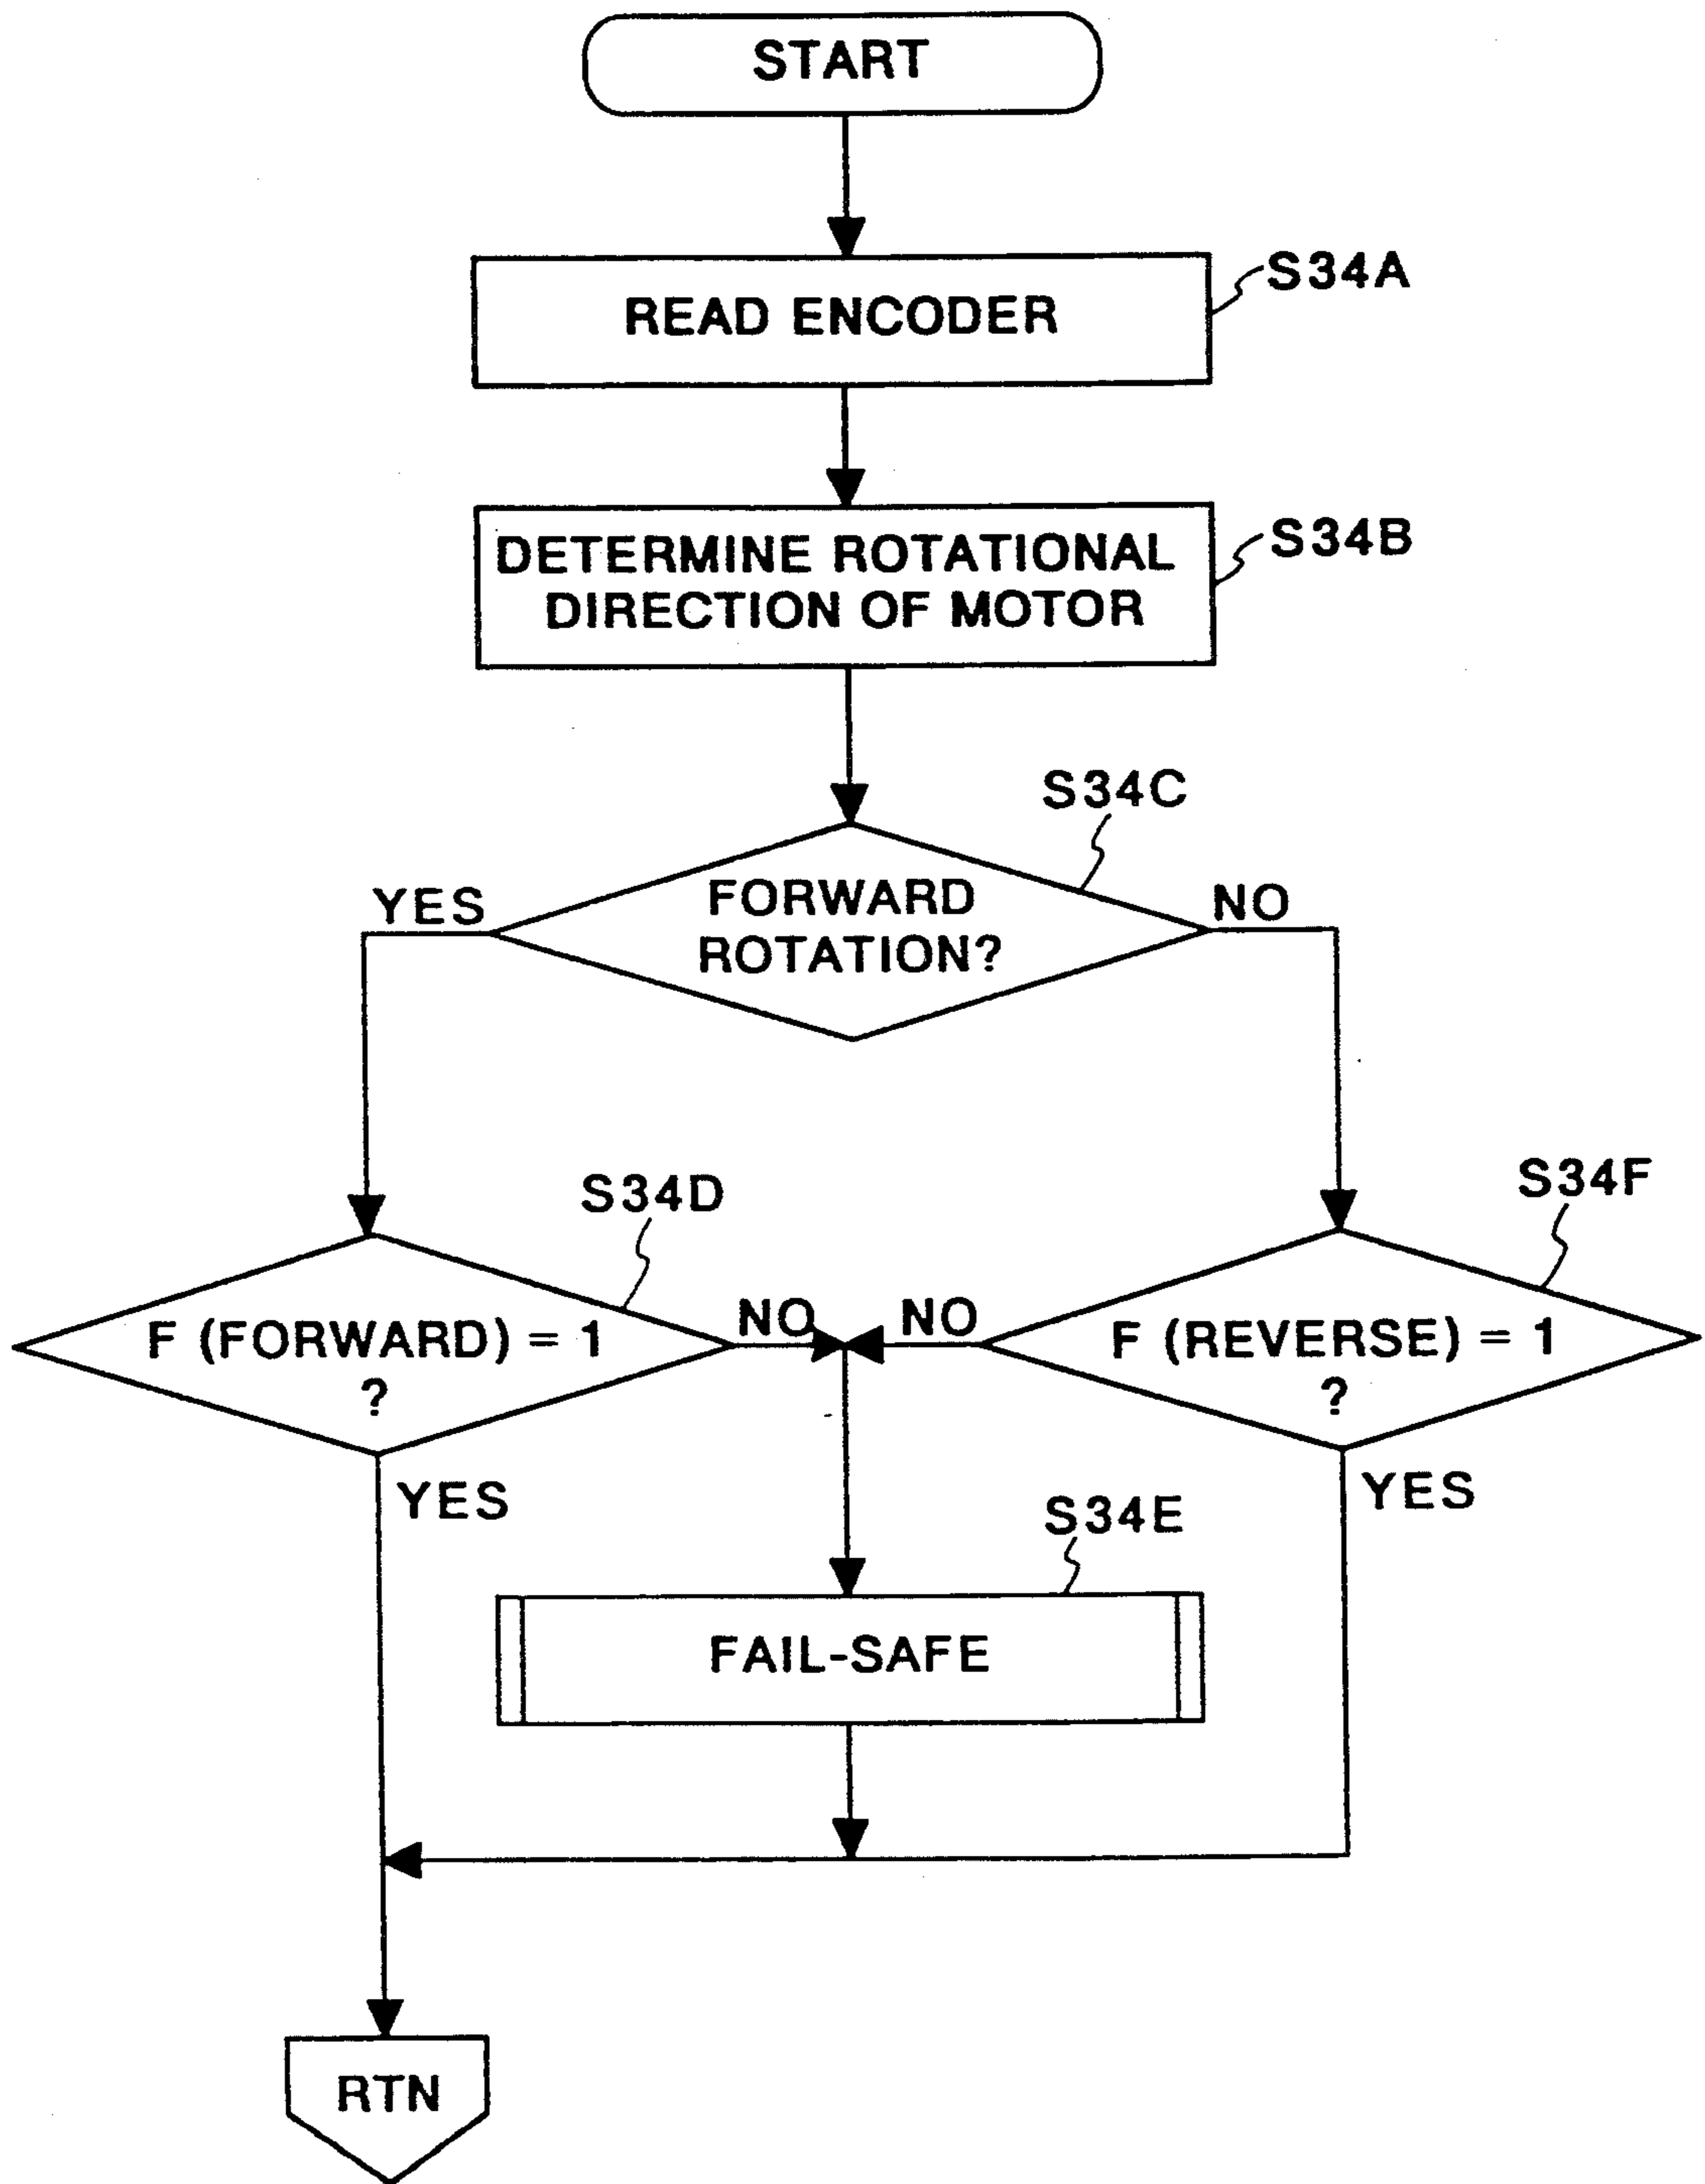 START
READ ENCODER
S34A
DETERMINE ROTATIONAL
DIRECTION OF MOTOR
S34B
S34C
YES
FORWARD
ROTATION?
NO
S34D
S34F
F (FORWARD) = 1
?
NO
NO
F (REVERSE) = 1
?
YES
YES
S34E
FAIL-SAFE
RTN